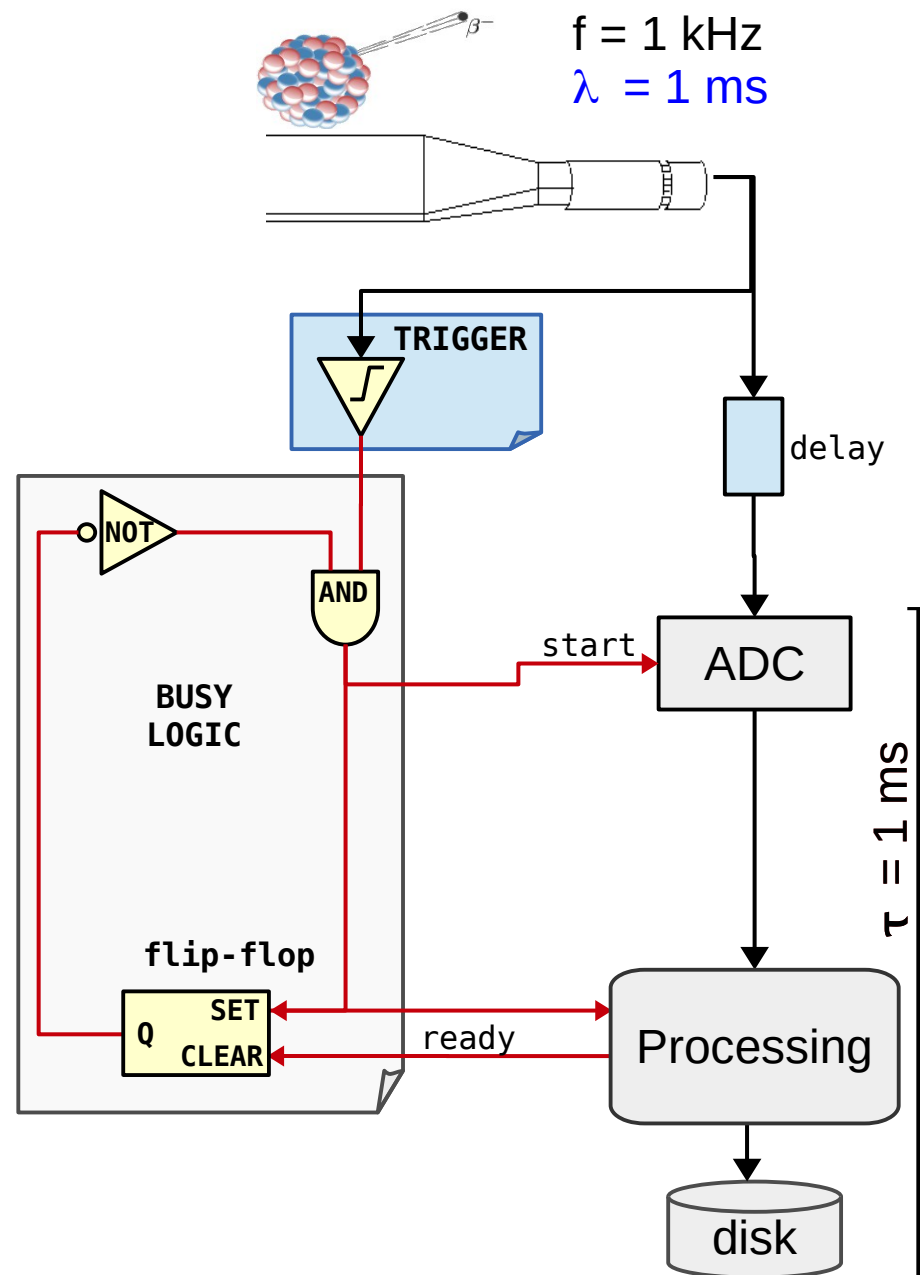 β−
f = 1 kHz
λ = 1 ms
TRIGGER
delay
NOT
AND
start
ADC
BUSY
LOGIC
τ = 1 ms
flip-flop
SET
Q
CLEAR
ready
Processing
disk